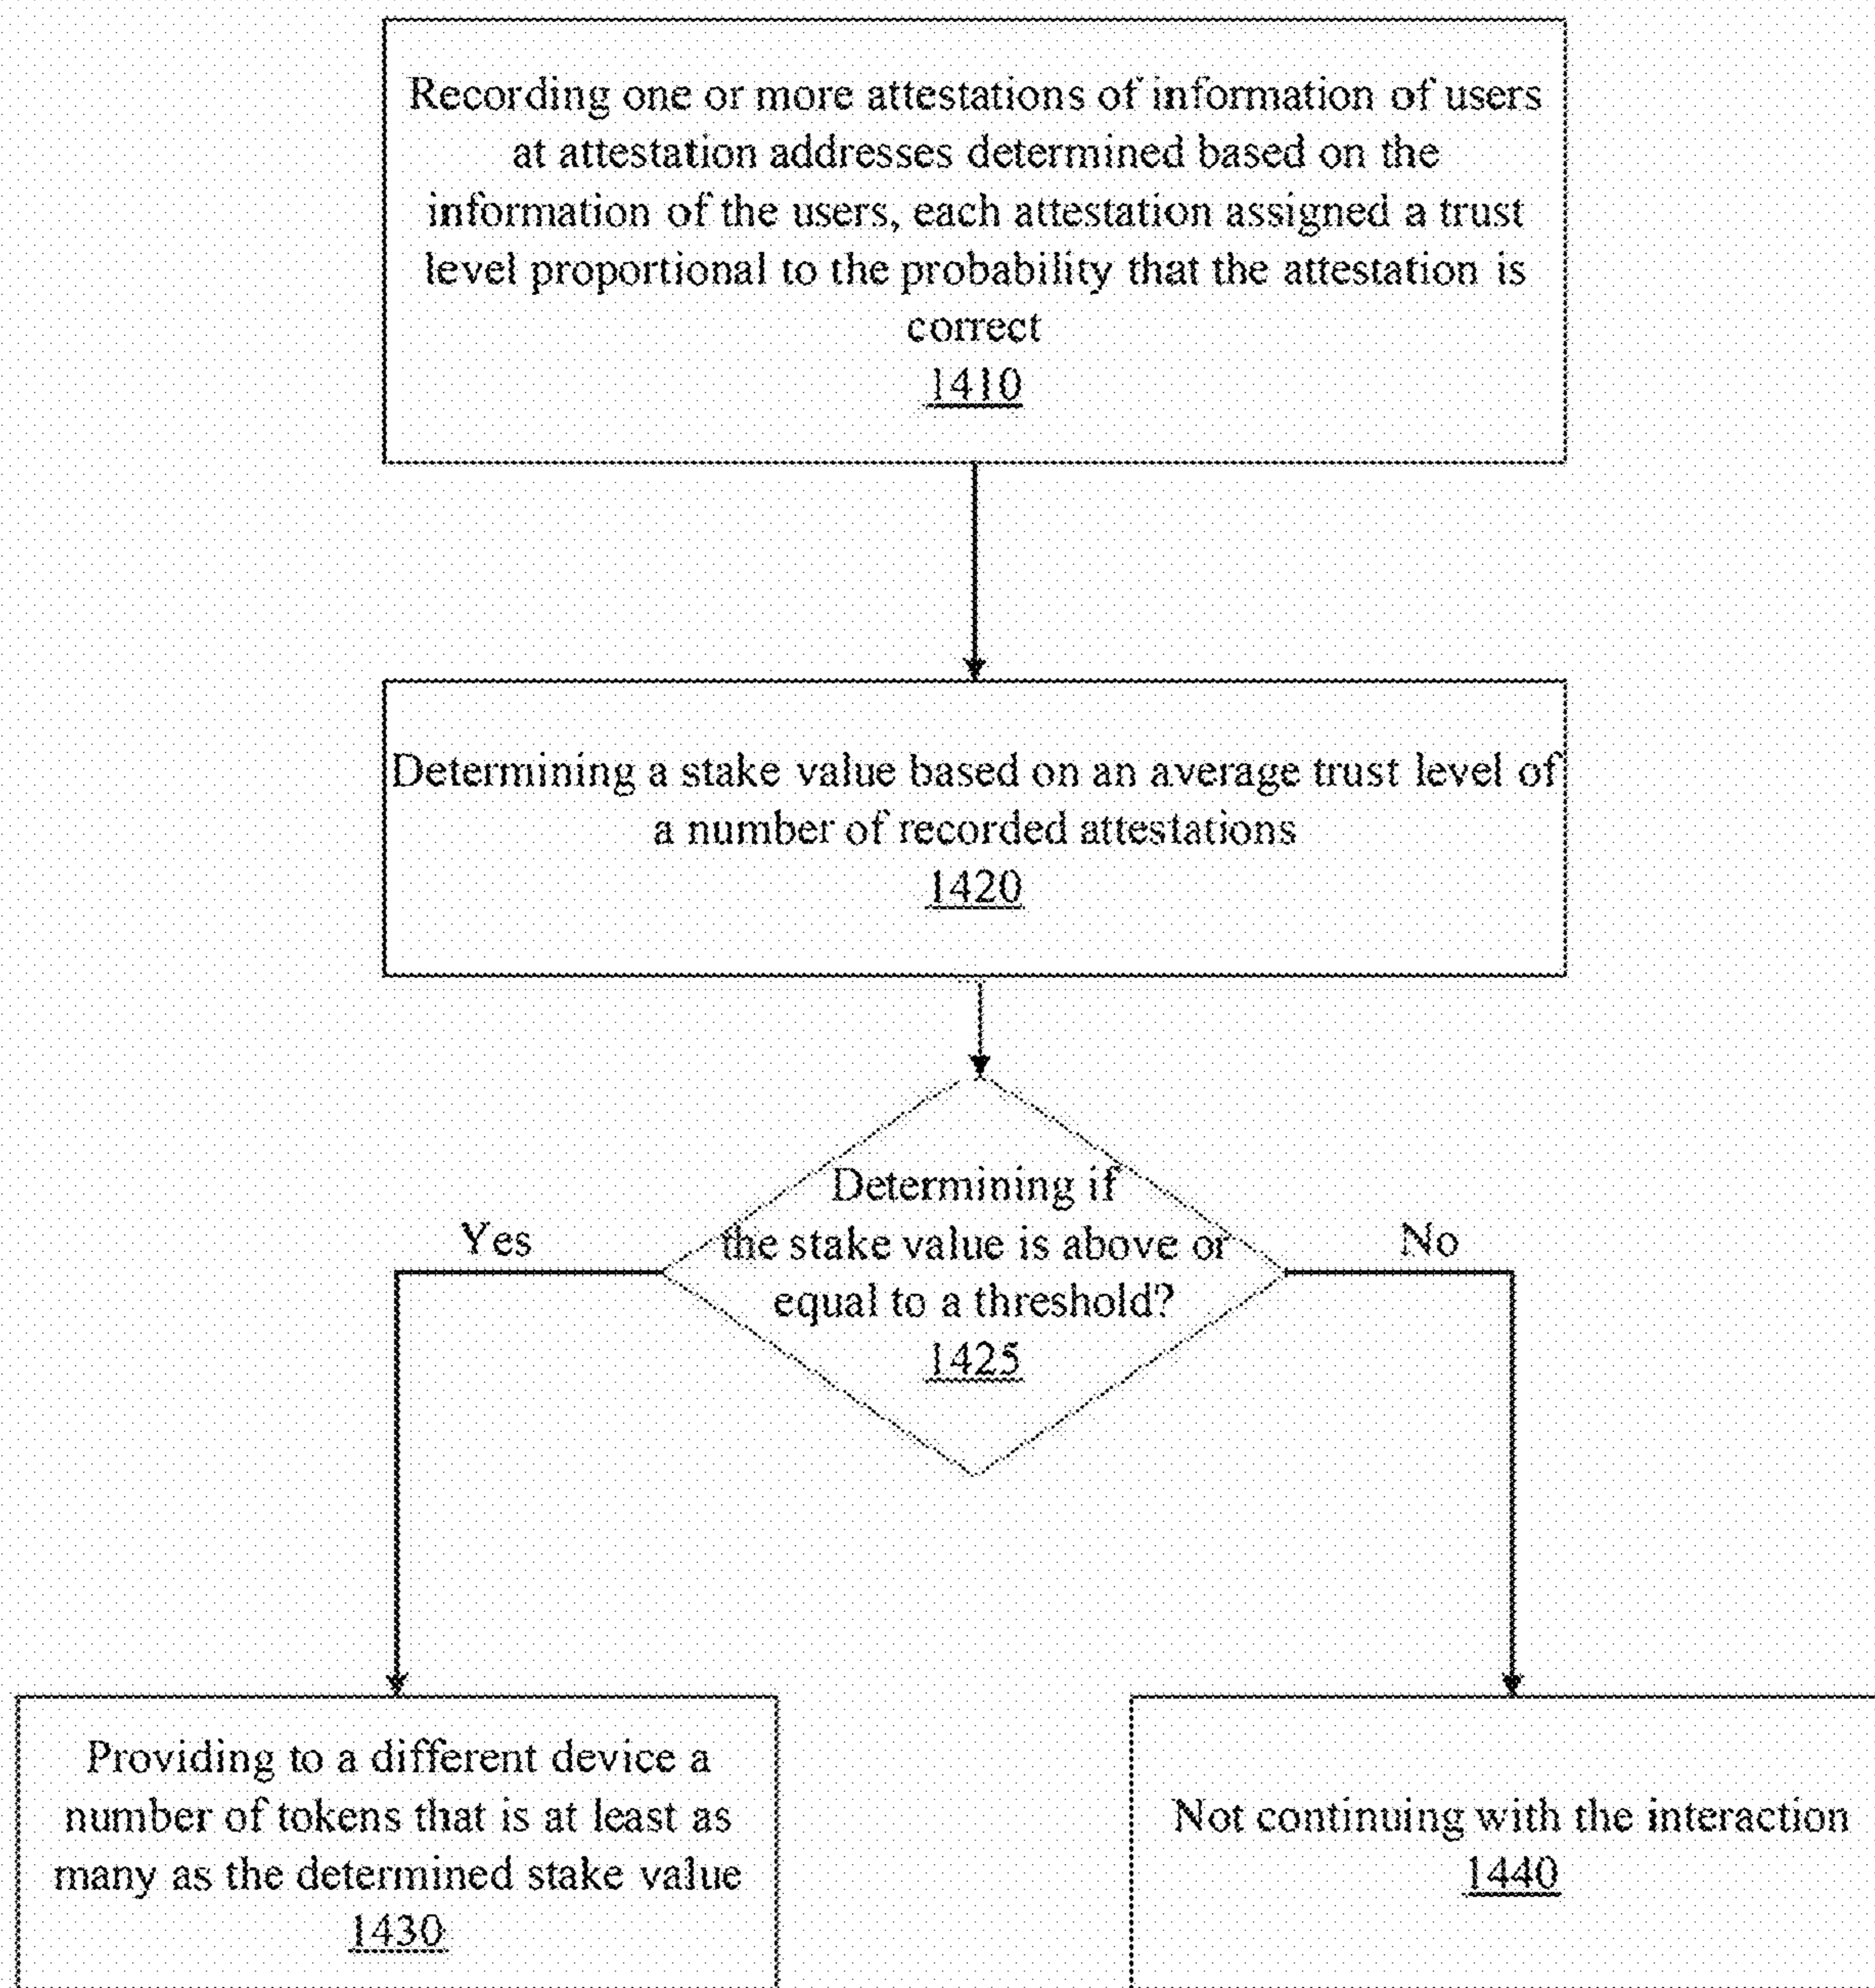 Recording one or more attestations of information of users
at attestation addresses determined based on the
information of the users, each attestation assigned a trust
level proportional to the probability that the attestation is
correct
1410
Determining a stake value based on an average trust level of
a number of recorded attestations
1420
Determining if
the stake value is above or
equal to a threshold?
1425
Yes
No
Providing to a different device a
number of tokens that is at least as
many as the determined stake value
1430
Not continuing with the interaction
1440